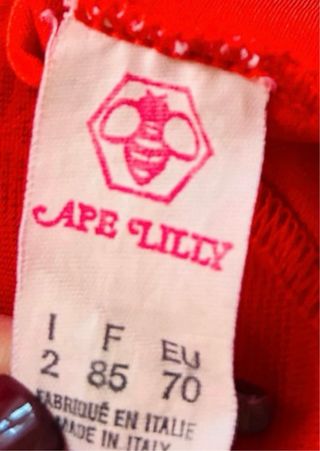 APE LILLY
I F EU
2 85 70
FABRIQUÉ EN ITALIE
MADE IN ITALY